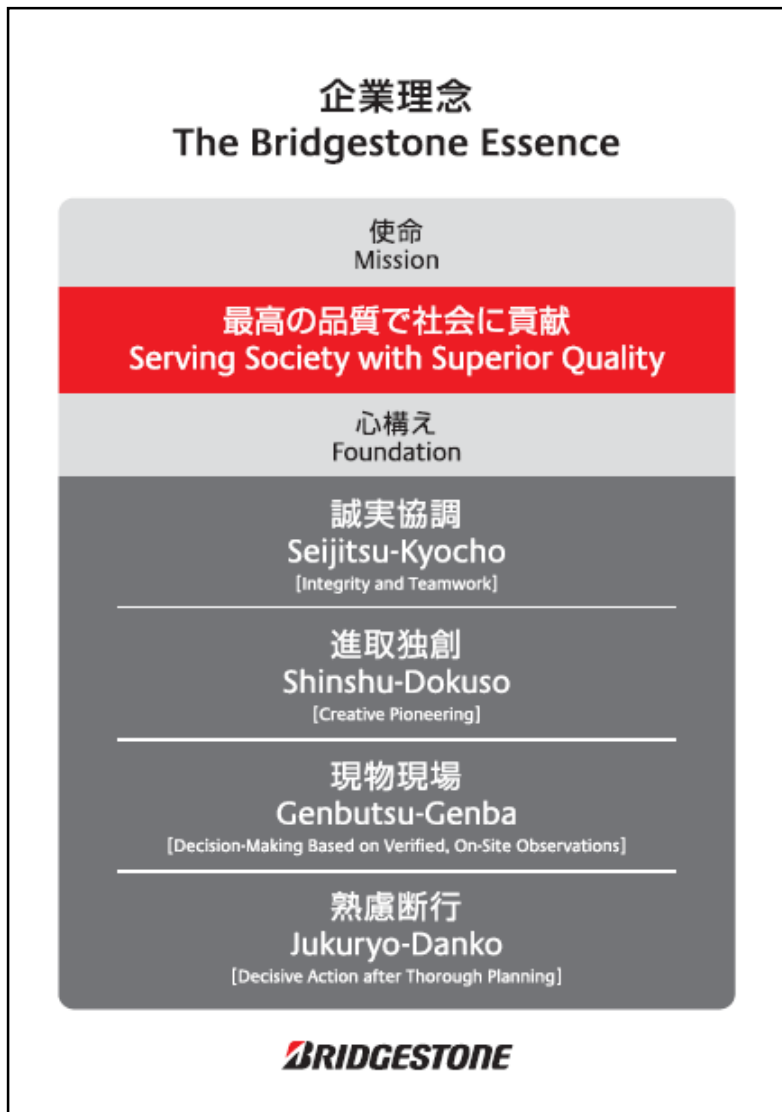 企業理念
The Bridgestone Essence
使命
Mission
最高の品質で社会に貢献
Serving Society with Superior Quality
心構え
Foundation
誠実協調
Seijitsu-Kyocho
[Integrity and Teamwork]
進取独創
Shinshu-Dokuso
[Creative Pioneering]
現物現場
Genbutsu-Genba
[Decision-Making Based on Verified, On-Site Observations]
熟慮断行
Jukuryo-Danko
[Decisive Action after Thorough Planning]
BRIDGESTONE